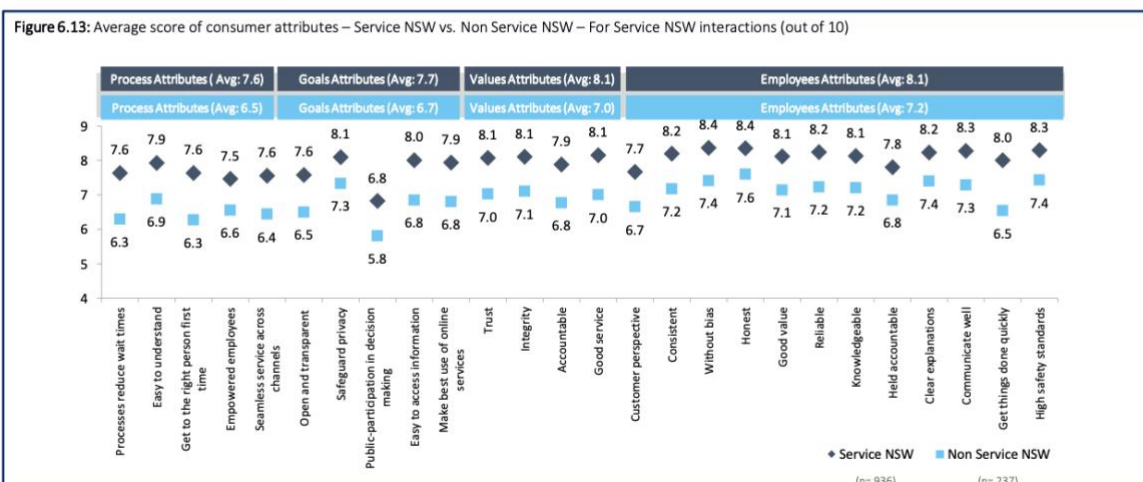 Figure 6.13: Average score of consumer attributes – Service NSW vs. Non Service NSW – For Service NSW interactions (out of 10)
Process Attributes ( Avg: 7.6) Goals Attributes (Avg: 7.7) Values Attributes (Avg: 8.1) Employees Attributes (Avg: 8.1)
Process Attributes (Avg: 6.5) Goals Attributes (Avg: 6.7) Values Attributes (Avg: 7.0) Employees Attributes (Avg: 7.2)
9
8
7
6
5
4
7.6 7.9 7.6 7.5 7.6 7.6 8.1 6.8 8.0 7.9 8.1 8.1 7.9 8.1 7.7 8.2 8.4 8.4 8.1 8.2 8.1 7.8 8.2 8.3 8.0 8.3
6.3 6.9 6.3 6.6 6.4 6.5 7.3 5.8 6.8 6.8 7.0 7.1 6.8 7.0 6.7 7.2 7.4 7.6 7.1 7.2 7.2 6.8 7.4 7.3 6.5 7.4
Processes reduce wait times
Easy to understand
Get to the right person first
time
Empowered employees
Seamless service across
channels
Open and transparent
Safeguard privacy
Public-participation in decision
making
Easy to access information
Make best use of online
services
Trust
Integrity
Accountable
Good service
Customer perspective
Consistent
Without bias
Honest
Good value
Reliable
Knowledgeable
Held accountable
Clear explanations
Communicate well
Get things done quickly
High safety standards
Service NSW Non Service NSW
(n= 936) (n= 237)